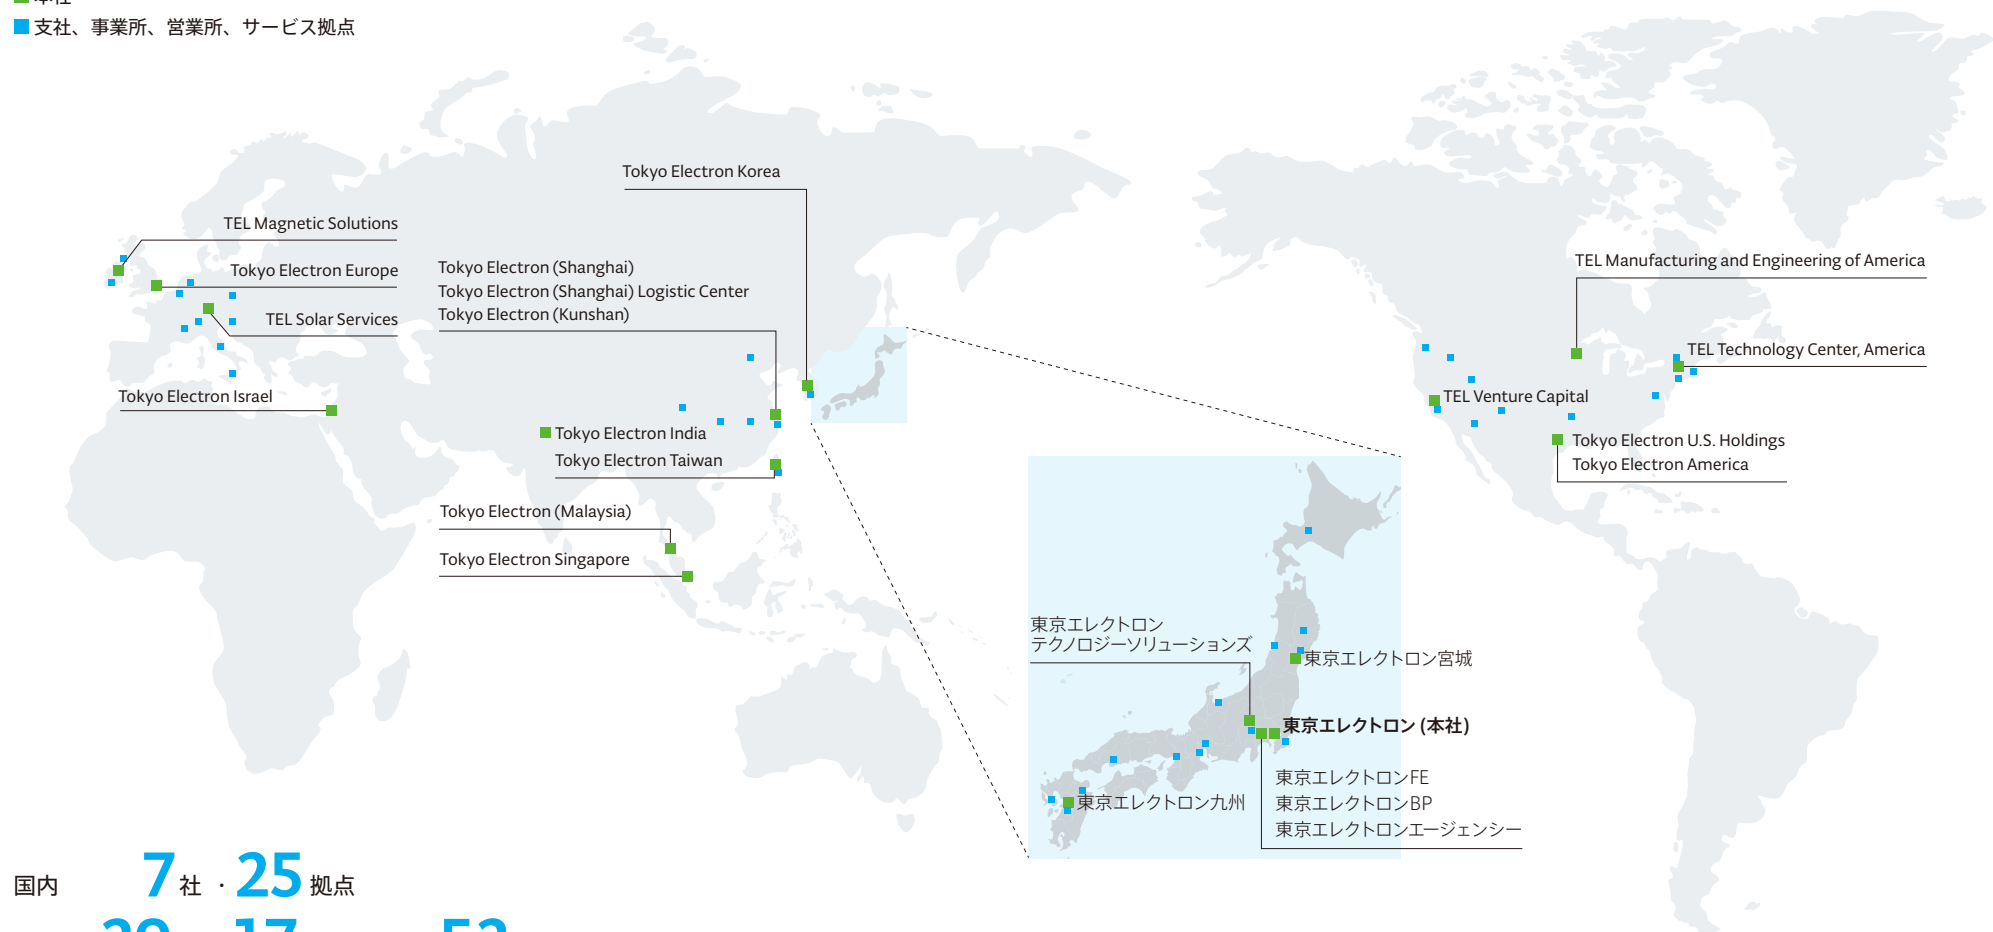 本社
支社、事業所、営業所、サービス拠点
Tokyo Electron Korea
TEL Magnetic Solutions
Tokyo Electron Europe
TEL Solar Services
Tokyo Electron Israel
Tokyo Electron (Shanghai)
Tokyo Electron (Shanghai) Logistic Center
Tokyo Electron (Kunshan)
Tokyo Electron India
Tokyo Electron Taiwan
Tokyo Electron (Malaysia)
Tokyo Electron Singapore
TEL Manufacturing and Engineering of America
TEL Technology Center, America
TEL Venture Capital
Tokyo Electron U.S. Holdings
Tokyo Electron America
東京エレクトロン
テクノロジーソリューションズ
東京エレクトロン宮城
東京エレクトロン (本社)
東京エレクトロンFE
東京エレクトロンBP
東京エレクトロンエージェンシー
東京エレクトロン九州
国内 7 社 ・ 25 拠点